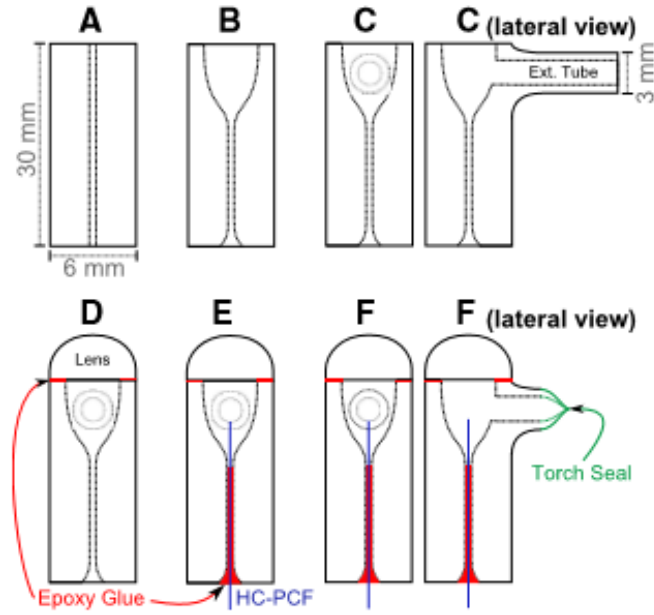 A B C C (lateral view)
Ext. Tube
30 mm
3 mm
6 mm
D E F F (lateral view)
Lens
Torch Seal
Epoxy Glue HC-PCF